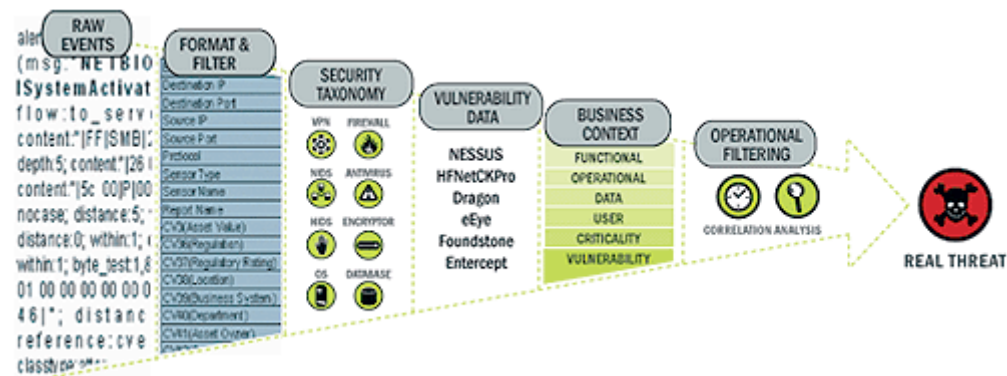 RAW
EVENTS
(msg:"NETBIO
ISystemActivat
flow:to_serv
content:"|FF|SMB|
depth:5; content:"|26
content:"|5c 00|P|00
nocase; distance:5;
distance:0; within:1;
within:1; byte_test:1,8
01 00 00 00 00 00 0
46|"; distanc
reference:cve
FORMAT &
FILTER
Destination IP
Destination Port
Source IP
Source Port
Protocol
Sensor Type
Sensor Name
Report Name
CV3(Asset Value)
CV36(Regulation)
CV37(Regulatory Rating)
CV38(Location)
CV39(Business System)
CV40(Department)
CV41(Asset Owner)
SECURITY
TAXONOMY
VPN FIREWALL
NIDS ANTIVIRUS
HIDS ENCRYPTOR
OS DATABASE
VULNERABILITY
DATA
NESSUS
HFNetCKPro
Dragon
eEye
Foundstone
Entercept
BUSINESS
CONTEXT
FUNCTIONAL
OPERATIONAL
DATA
USER
CRITICALITY
VULNERABILITY
OPERATIONAL
FILTERING
CORRELATION ANALYSIS
REAL THREAT